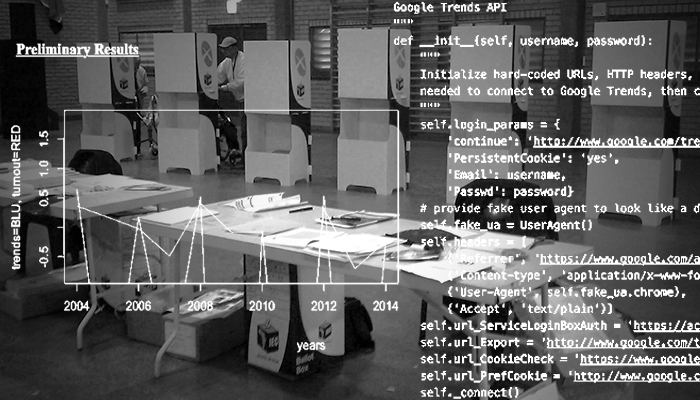 Preliminary Results
trends=BLU, turnout=RED
1.5
1.0
0.5
-0.5
2004 2006 2008 2010 2012 2014
years
IEC
Ballot
Box
Google Trends API
"""
def __init__(self, username, password):
"""
Initialize hard-coded URLs, HTTP headers,
needed to connect to Google Trends, then c
"""
self.login_params = {
'continue': 'http://www.google.com/tre
'PersistentCookie': 'yes',
'Email': username,
'Passwd': password}
# provide fake user agent to look like a d
self.fake_ua = UserAgent()
self.headers = [
('Referrer', 'https://www.google.com/a
('Content-type', 'application/x-www-fo
('User-Agent', self.fake_ua.chrome),
('Accept', 'text/plain')]
self.url_ServiceLoginBoxAuth = 'https://ac
self.url_Export = 'http://www.google.com/t
self.url_CookieCheck = 'https://www.google
self.url_PrefCookie = 'http://www.google.c
self._connect()